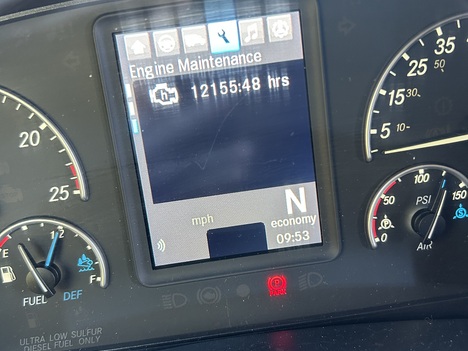 Engine Maintenance
h 12155:48 hrs
N
mph
economy
09:53
20
25
35
25
50
15
30
5
10
E
1/2
F
FUEL DEF
100
50
150
PSI
P
S
0
AIR
P
ULTRA LOW SULFUR
DIESEL FUEL ONLY